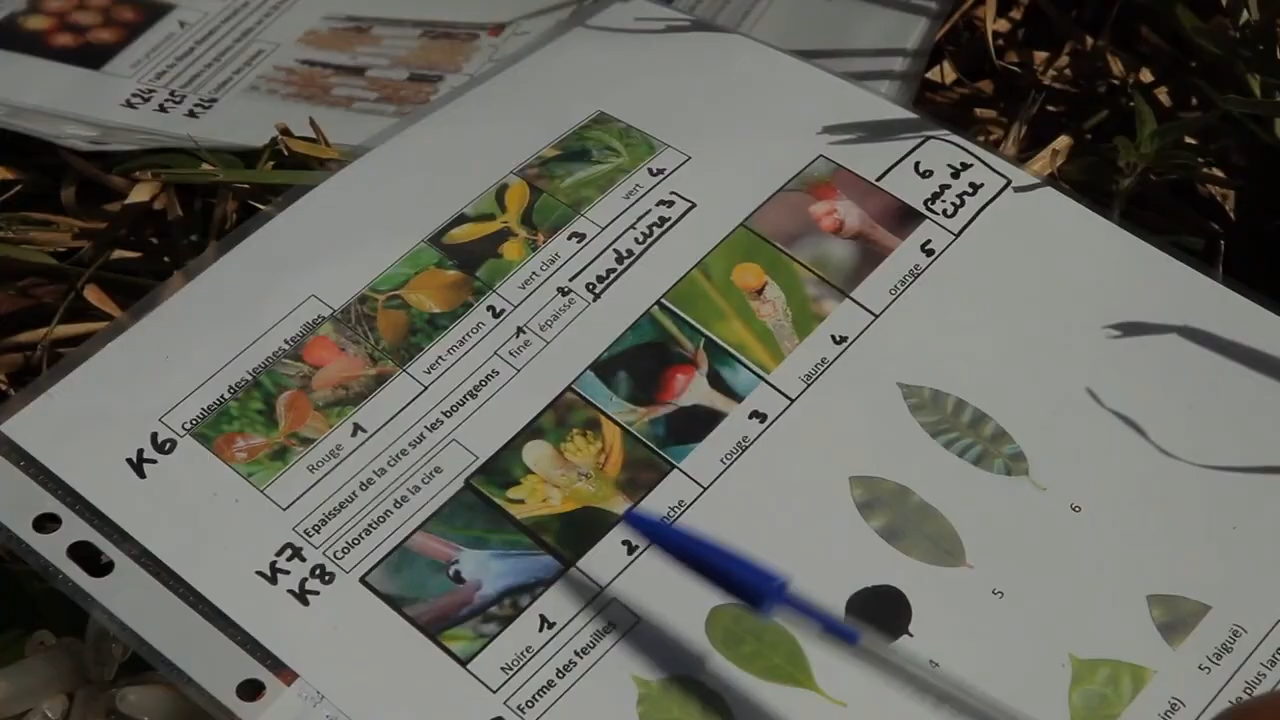 K24
K25
K26
K6
Couleur des jeunes feuilles
Rouge 1
vert-marron 2
vert clair 3
vert 4
K7
Epaisseur de la cire sur les bourgeons
fine 1
épaisse 2
pas de cire 3
K8
Coloration de la cire
Noire 1
nche 2
rouge 3
jaune 4
orange 5
6
pas de
cire
Forme des feuilles
4
5
6
5 (aiguë)